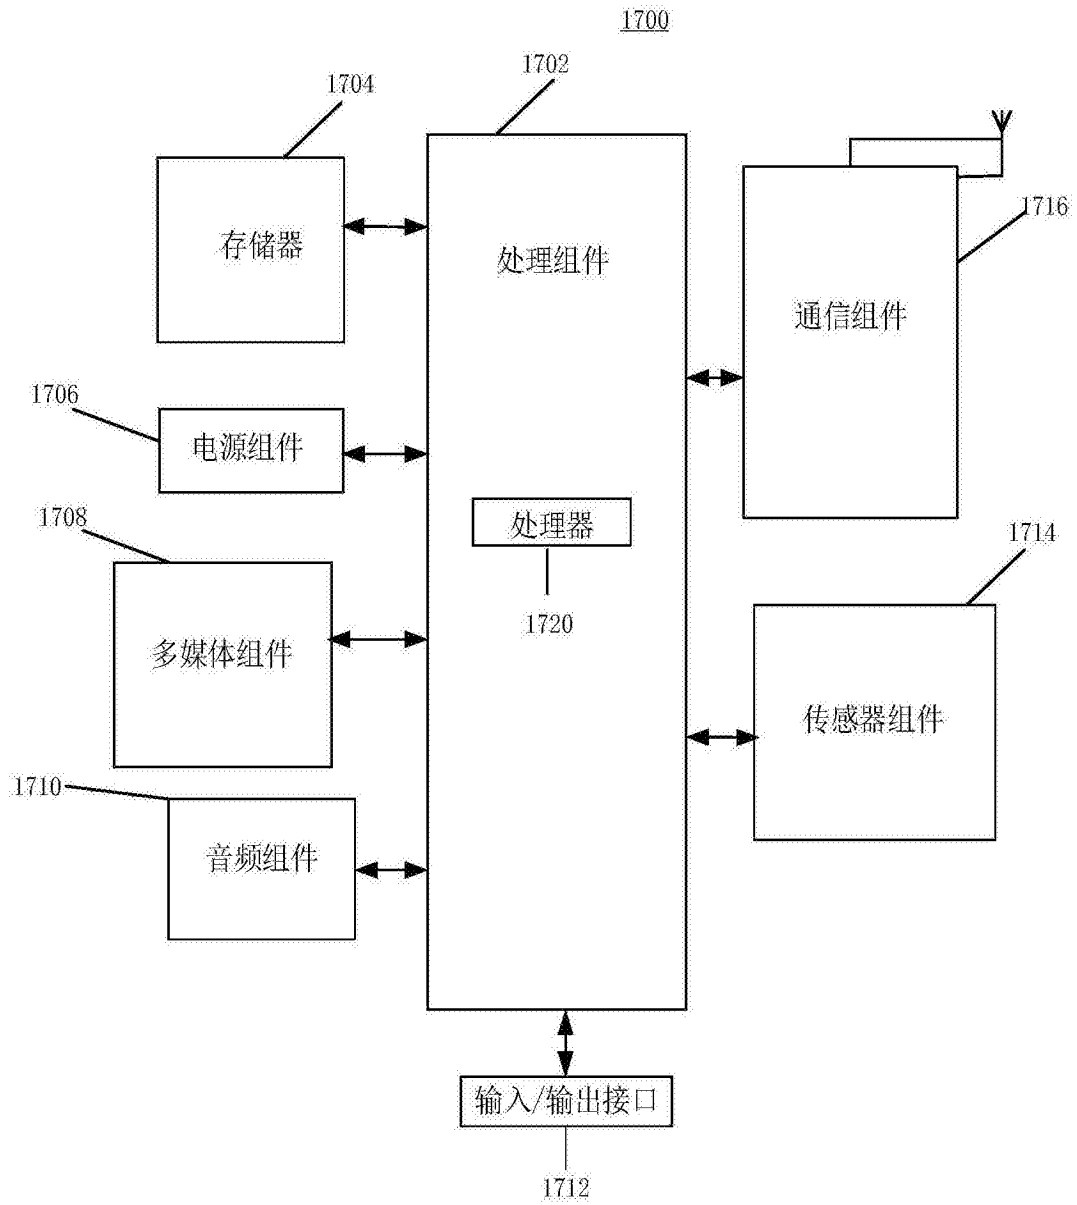 1700
1702
1704
存储器
处理组件
1716
通信组件
1706
电源组件
1708
处理器
1720
1714
多媒体组件
传感器组件
1710
音频组件
输入/输出接口
1712